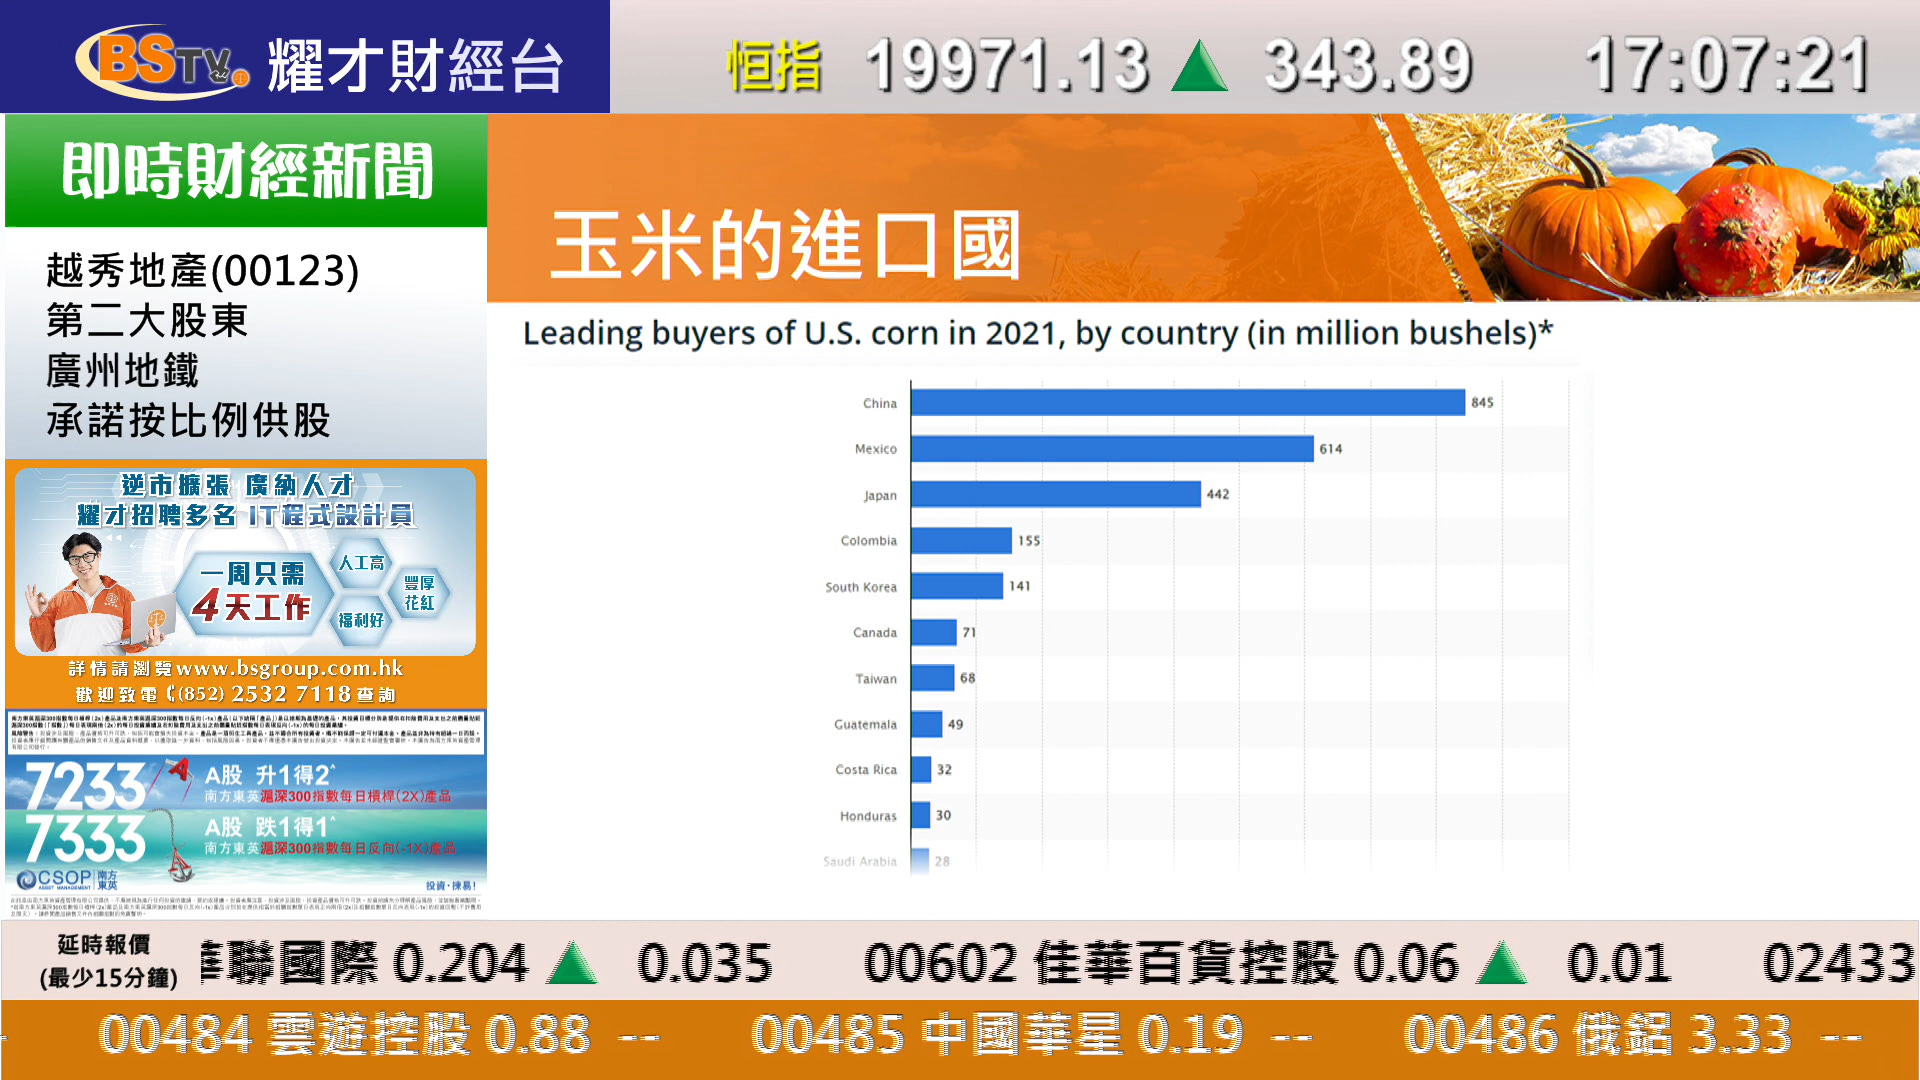 BSTV 耀才財經台
恒指 19971.13 ▲ 343.89 17:07:21
即時財經新聞
越秀地產(00123)
第二大股東
廣州地鐵
承諾按比例供股
逆市擴張 廣納人才
耀才招聘多名 IT程式設計員
一周只需
4天工作
人工高
豐厚
花紅
福利好
詳情請瀏覽www.bsgroup.com.hk
歡迎致電 (852) 2532 7118 查詢
7233
A股 升1得2^
南方東英滬深300指數每日槓桿(2X)產品
7333
A股 跌1得1^
南方東英滬深300指數每日反向(-1X)產品
CSOP 南方
ASSET MANAGEMENT 東英
投資‧揀易!
玉米的進口國
Leading buyers of U.S. corn in 2021, by country (in million bushels)*
China 845
Mexico 614
Japan 442
Colombia 155
South Korea 141
Canada 71
Taiwan 68
Guatemala 49
Costa Rica 32
Honduras 30
Saudi Arabia 28
延時報價
(最少15分鐘)
聯國際 0.204 ▲ 0.035 00602 佳華百貨控股 0.06 ▲ 0.01 02433
00484 雲遊控股 0.88 -- 00485 中國華星 0.19 -- 00486 俄鋁 3.33 --